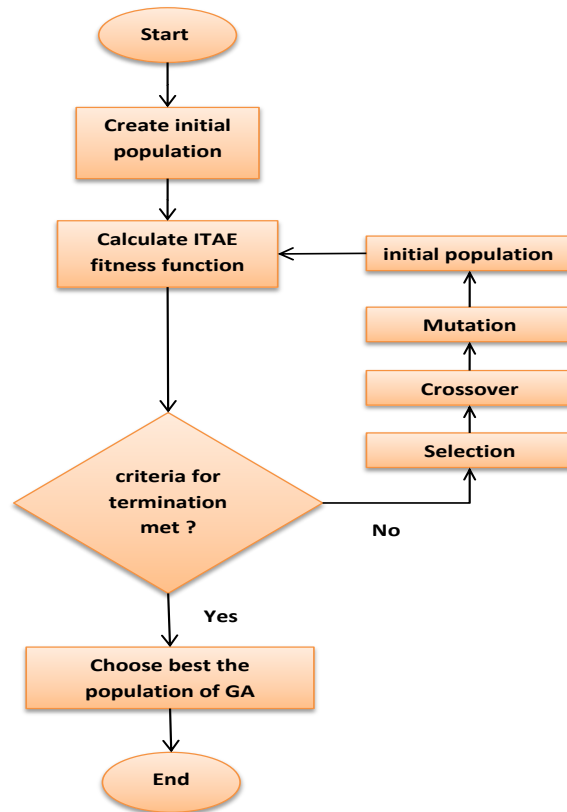 Start
Create initial
population
Calculate ITAE
fitness function
initial population
Mutation
Crossover
Selection
criteria for
termination
met ?
No
Yes
Choose best the
population of GA
End